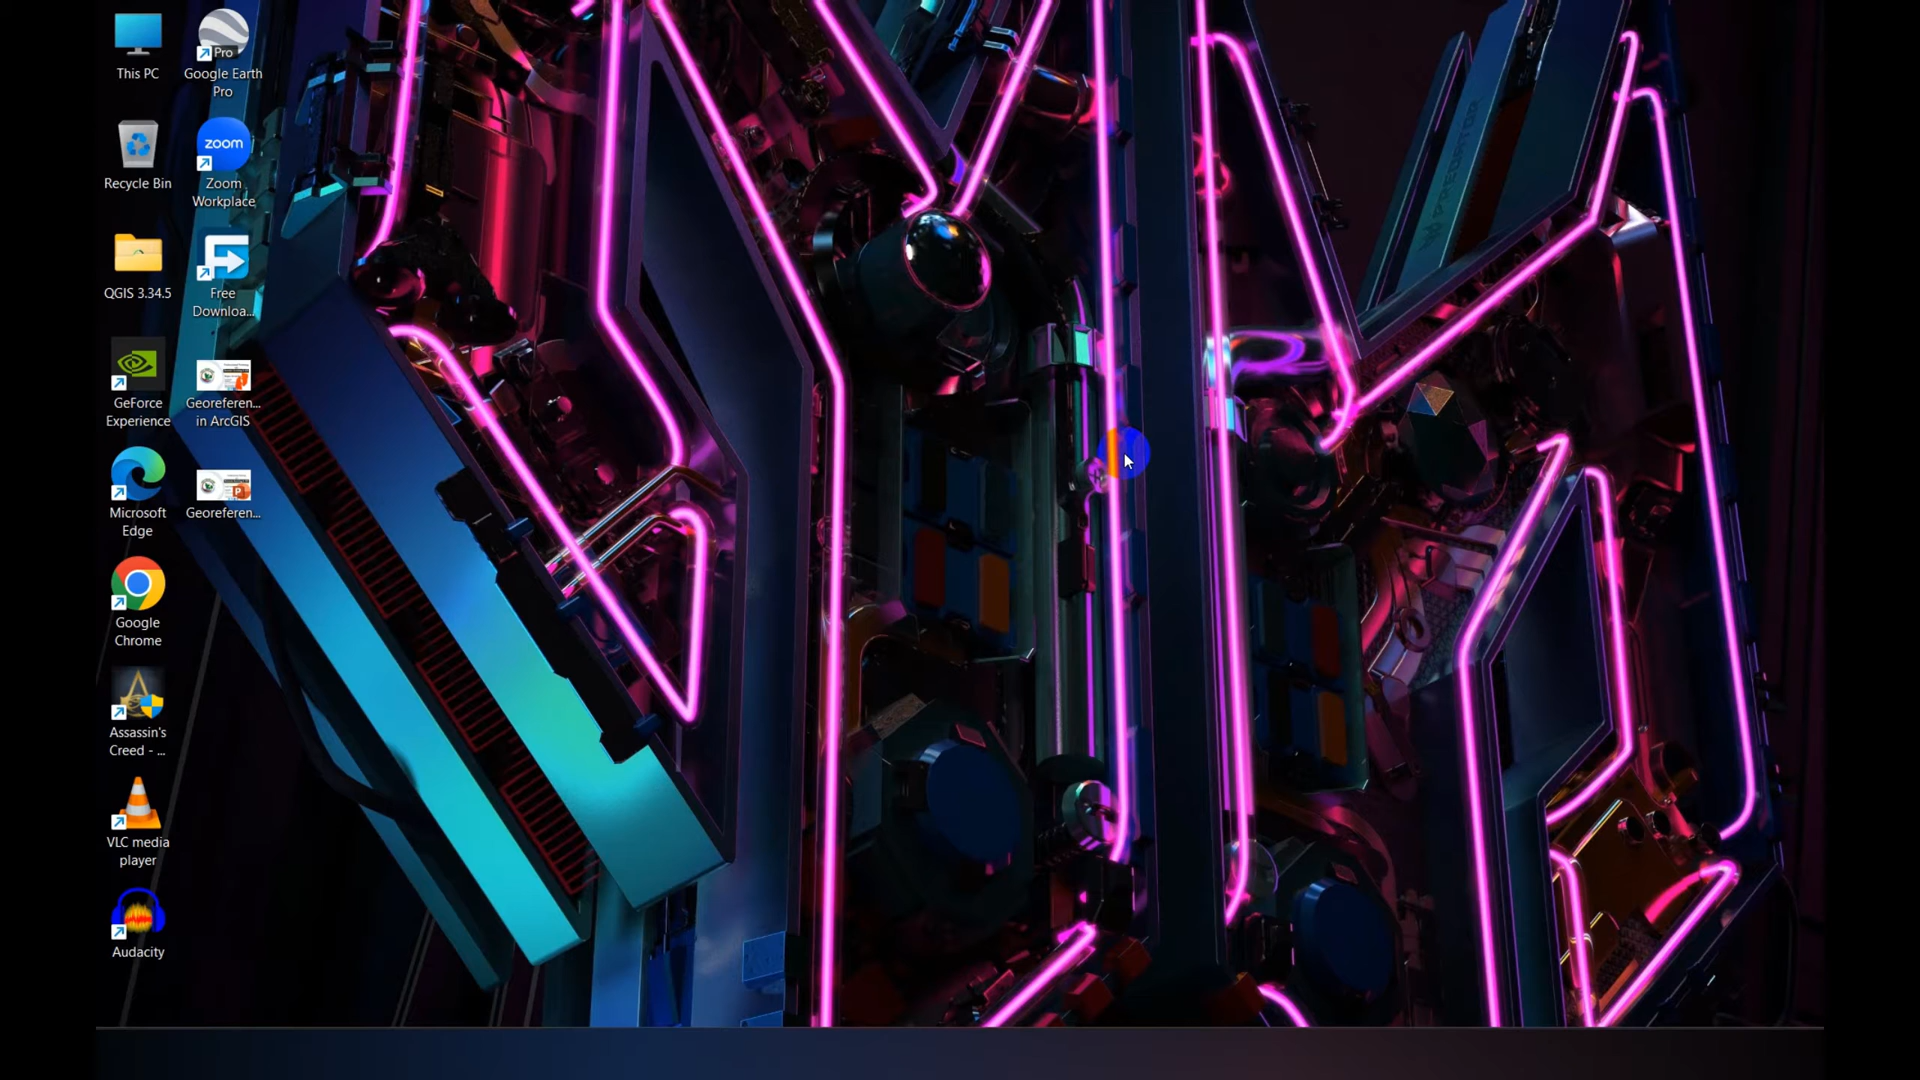 This PC
Recycle Bin
QGIS 3.34.5
GeForce
Experience
Microsoft
Edge
Google
Chrome
Assassin's
Creed - ...
VLC media
player
Audacity
Pro
Google Earth
Pro
zoom
Zoom
Workplace
Free
Downloa...
Georeferen...
in ArcGIS
Georeferen...
PREDATOR